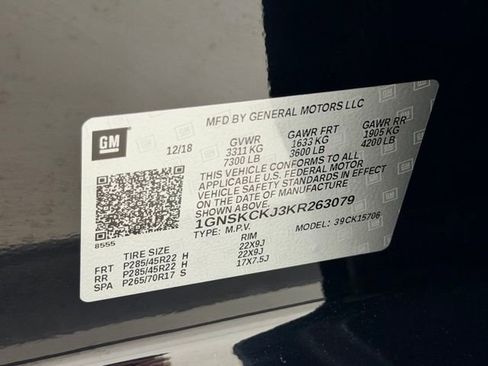 GM
MFD BY GENERAL MOTORS LLC
12/18 GVWR GAWR FRT GAWR RR
3311 KG 1633 KG 1905 KG
7300 LB 3600 LB 4200 LB
THIS VEHICLE CONFORMS TO ALL
APPLICABLE U.S. FEDERAL MOTOR
VEHICLE SAFETY STANDARDS IN EFFECT
ON THE DATE OF MANUFACTURE
SHOWN ABOVE.
1GNSKCKJ3KR263079
TYPE: M.P.V. MODEL: 39CK15706
8555
TIRE SIZE RIM
FRT P285/45R22 H 22X9J
RR P285/45R22 H 22X9J
SPA P265/70R17 S 17X7.5J